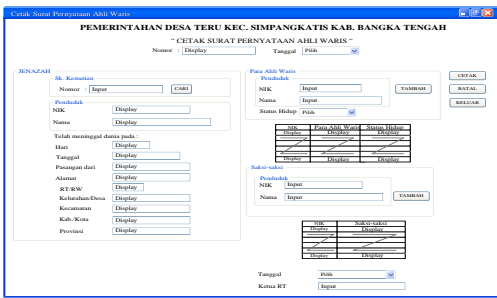 Cetak Surat Pernyataan Ahli Waris
PEMERINTAHAN DESA TERU KEC. SIMPANGKATIS KAB. BANGKA TENGAH
" CETAK SURAT PERNYATAAN AHLI WARIS "
Nomer : Display Tanggal Pilih
JENAZAH
Sk. Kematian
Nomor : Input CARI
Penduduk
NIK Display
Nama Display
Telah meninggal dunia pada :
Hari Display
Tanggal Display
Pasangan dari Display
Alamat Display
RT/RW Display
Kelurahan/Desa Display
Kecamatan Display
Kab./Kota Display
Provinsi Display
Para Ahli Waris
Penduduk
NIK Input TAMBAH
Nama Input
Status Hidup Pilih
NIK Para Ahli Waris Status Hidup
Display Display Display
Display Display Display
Saksi-saksi
Penduduk
NIK Input
Nama Input TAMBAH
NIK Saksi-saksi
Display Display
Display Display
Tanggal Pilih
Ketua RT Input
CETAK
BATAL
KELUAR